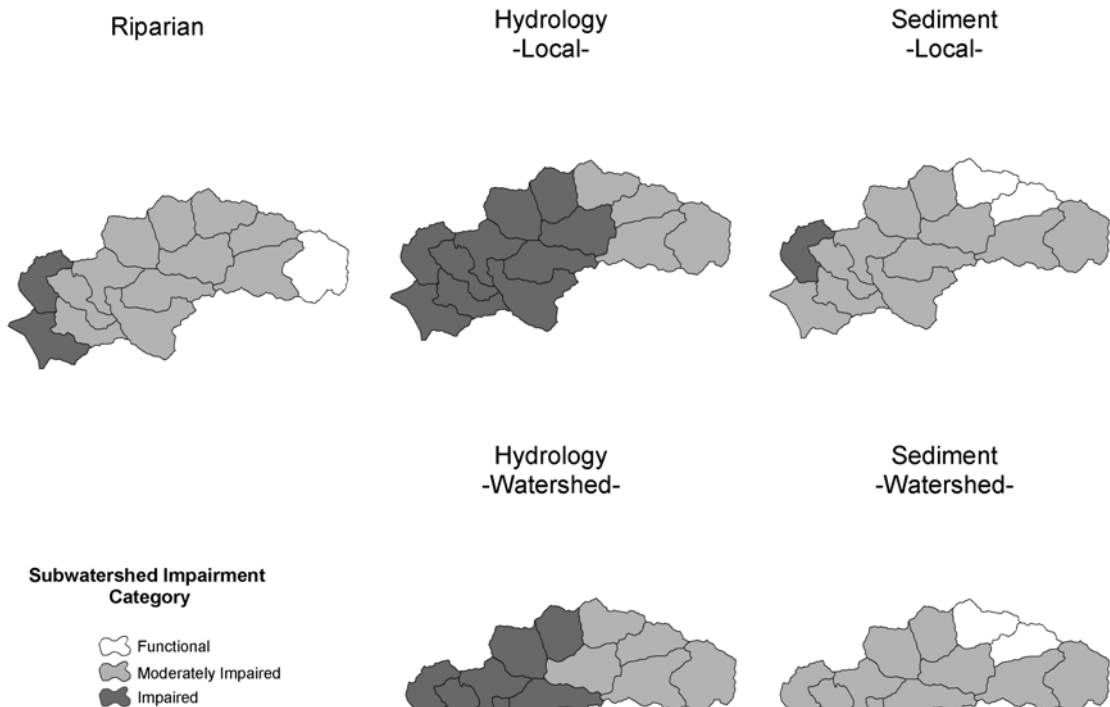 Riparian
Hydrology
-Local-
Sediment
-Local-
Hydrology
-Watershed-
Sediment
-Watershed-
Subwatershed Impairment
Category
Functional
Moderately Impaired
Impaired